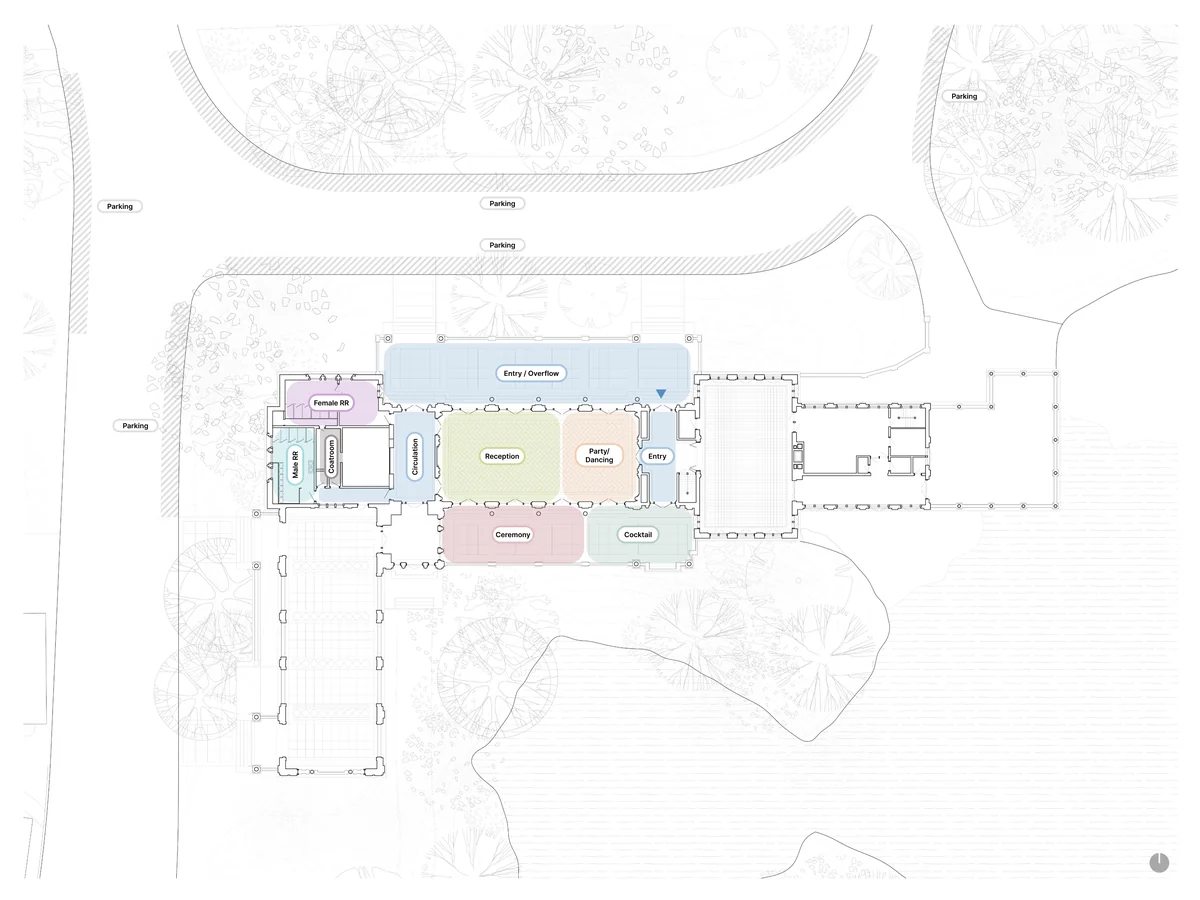 Parking
Parking
Parking
Parking
Entry / Overflow
Female RR
Parking
Circulation
Reception
Party/
Dancing
Entry
Coatroom
Male RR
Ceremony
Cocktail